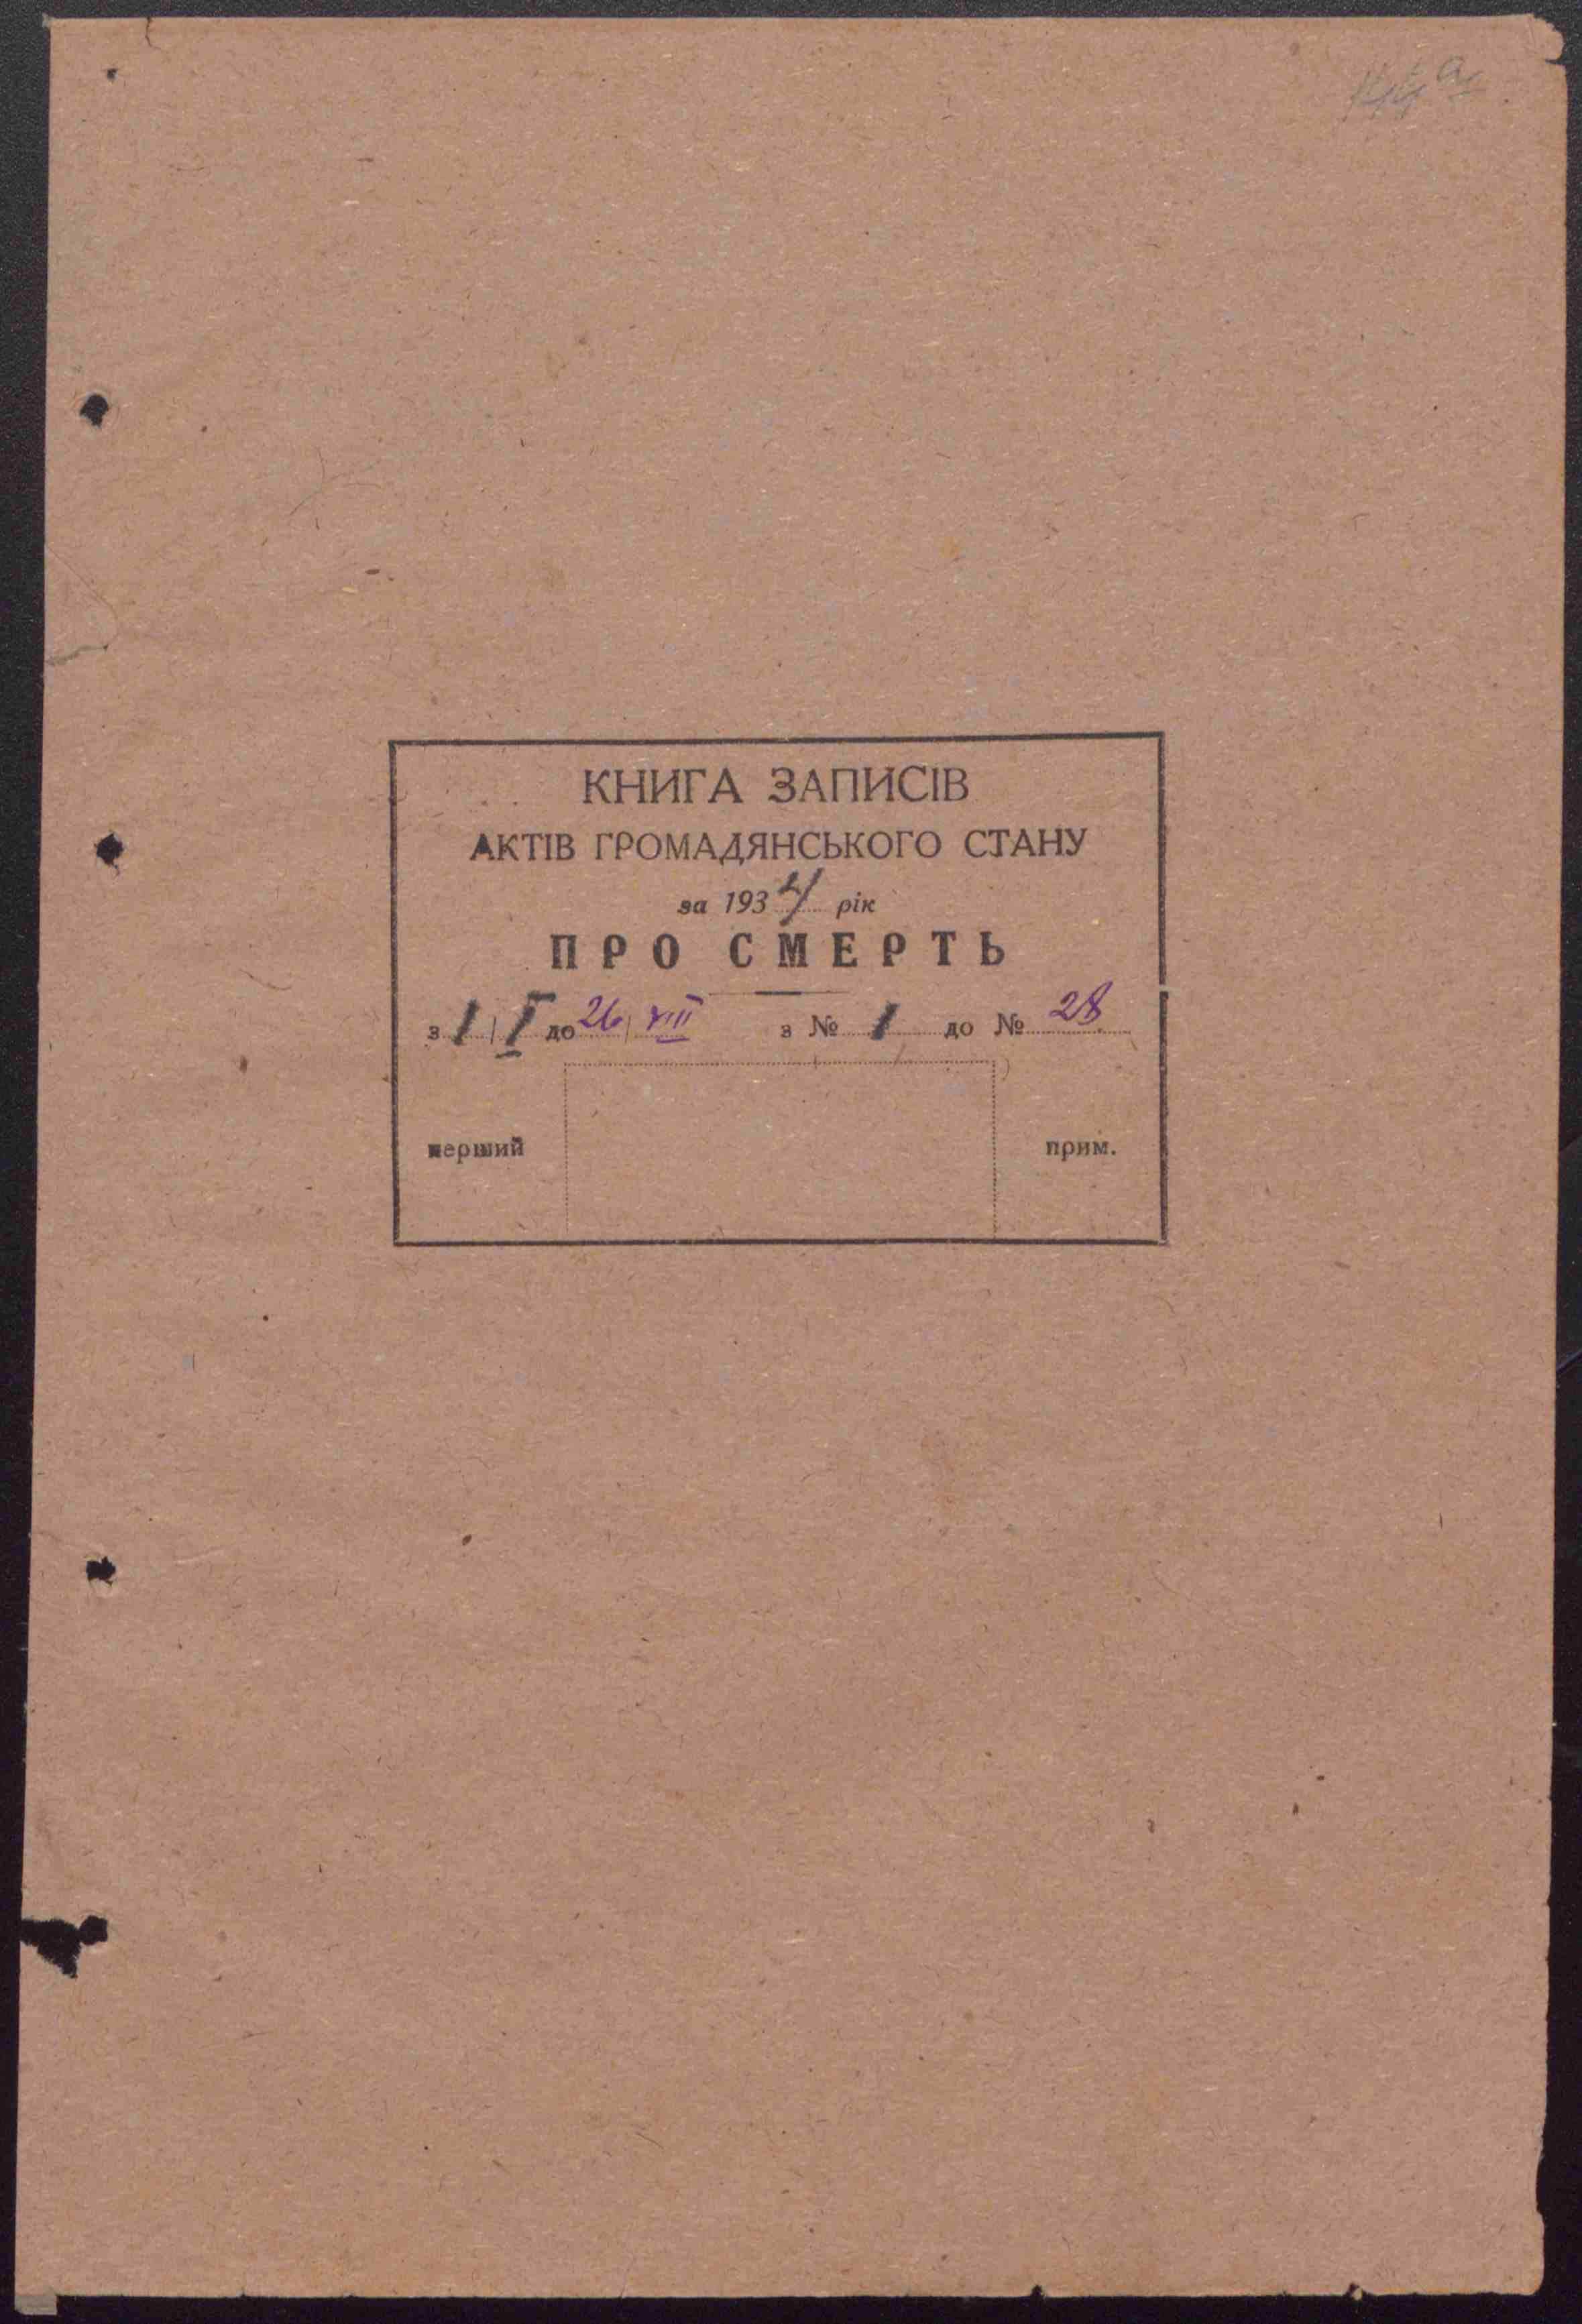 КНИГА ЗАПИСІВ
АКТІВ ГРОМАДЯНСЬКОГО СТАНУ
за 1934 рік
ПРО СМЕРТЬ
з 1/I до 26/VIII з № 1 до № 28
перший прим.